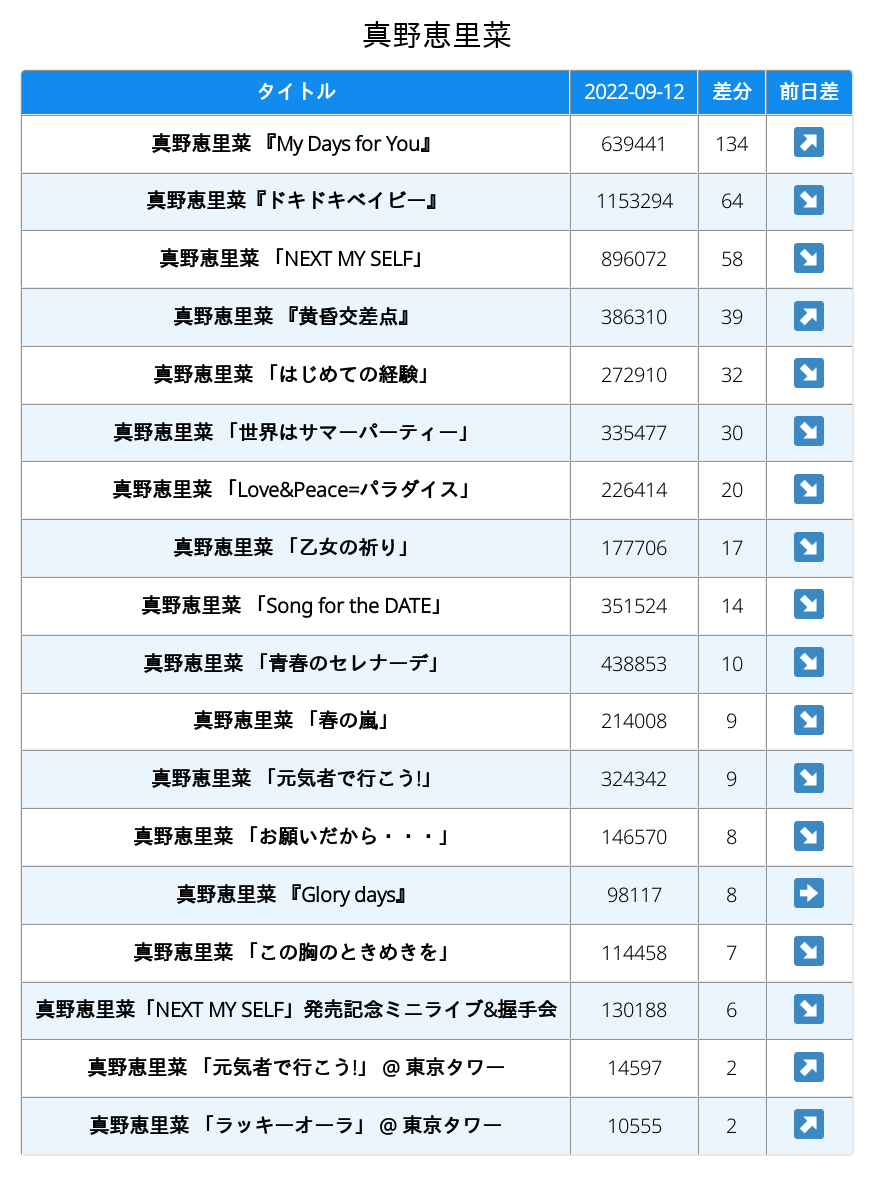 真野恵里菜
タイトル 2022-09-12 差分 前日差
真野恵里菜 『My Days for You』 639441 134 ↗
真野恵里菜『ドキドキベイビー』 1153294 64 ↘
真野恵里菜 「NEXT MY SELF」 896072 58 ↘
真野恵里菜 『黄昏交差点』 386310 39 ↗
真野恵里菜 「はじめての経験」 272910 32 ↘
真野恵里菜 「世界はサマーパーティー」 335477 30 ↘
真野恵里菜 「Love&Peace=パラダイス」 226414 20 ↘
真野恵里菜 「乙女の祈り」 177706 17 ↘
真野恵里菜 「Song for the DATE」 351524 14 ↘
真野恵里菜 「青春のセレナーデ」 438853 10 ↘
真野恵里菜 「春の嵐」 214008 9 ↘
真野恵里菜 「元気者で行こう!」 324342 9 ↘
真野恵里菜 「お願いだから・・・」 146570 8 ↘
真野恵里菜 『Glory days』 98117 8 ➡
真野恵里菜 「この胸のときめきを」 114458 7 ↘
真野恵里菜「NEXT MY SELF」発売記念ミニライブ&握手会 130188 6 ↘
真野恵里菜 「元気者で行こう!」 @ 東京タワー 14597 2 ↗
真野恵里菜 「ラッキーオーラ」 @ 東京タワー 10555 2 ↗